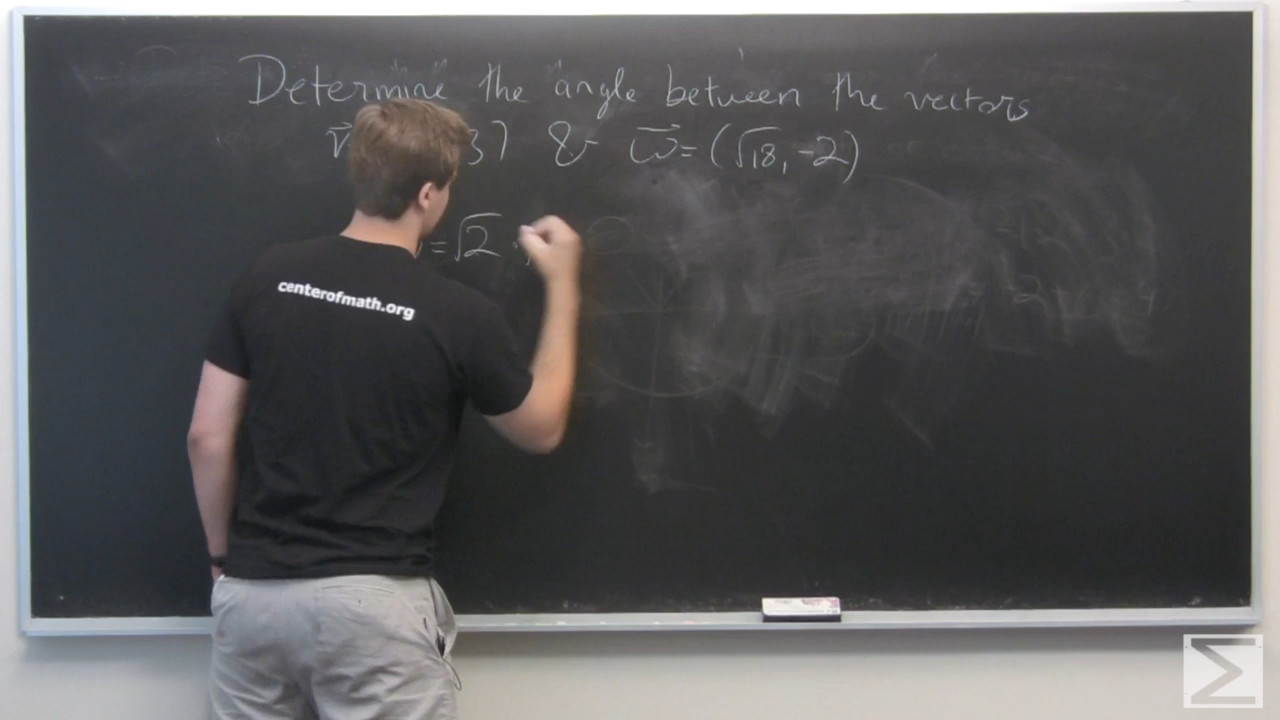 Determine the angle between the vectors
3) & w⃗ = (√18, -2)
= √2 ·
centerofmath.org